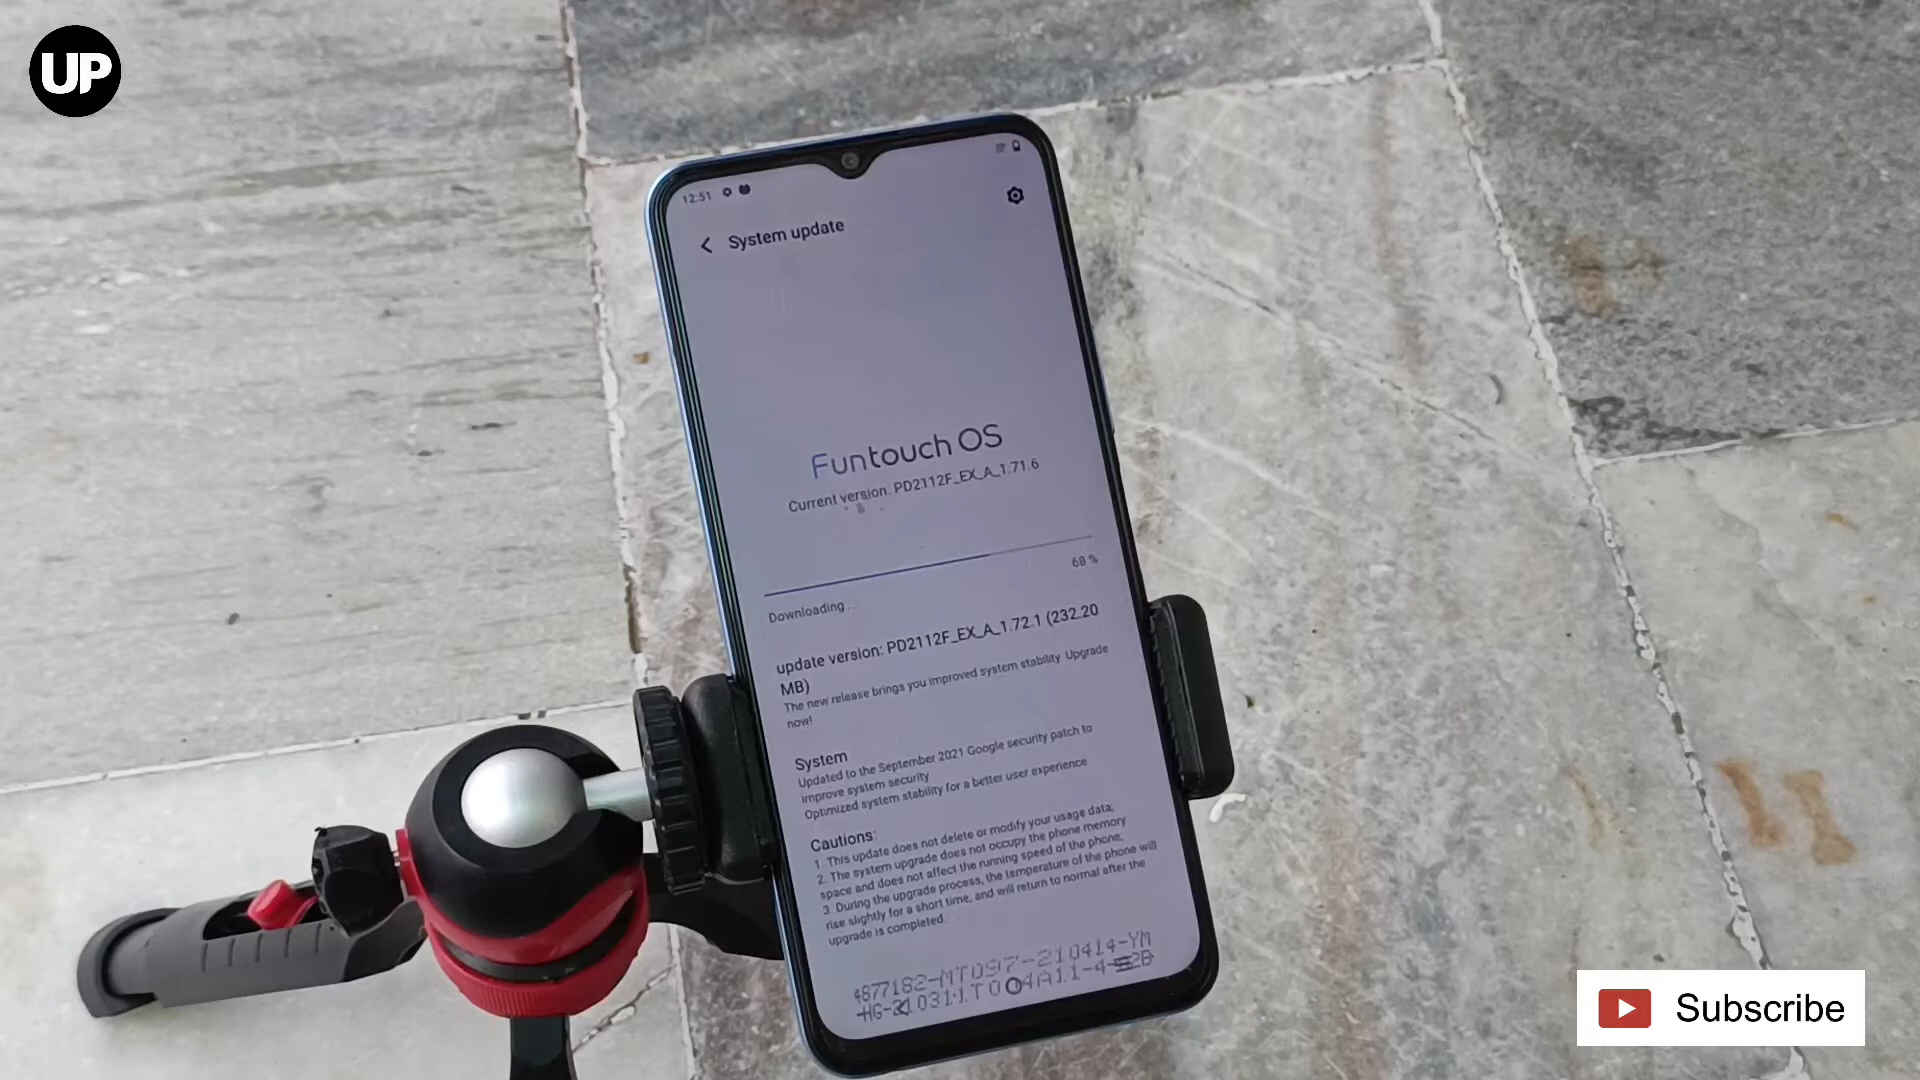 UP
12:51
System update
Funtouch OS
Current version: PD2112F_EX_A_1.71.6
68 %
Downloading...
update version: PD2112F_EX_A_1.72.1 (232.20
MB)
The new release brings you improved system stability Upgrade
now!
System
Updated to the September 2021 Google security patch to
improve system security
Optimized system stability for a better user experience
Cautions:
1. This update does not delete or modify your usage data;
2. The system upgrade does not occupy the phone memory
space and does not affect the running speed of the phone;
3. During the upgrade process, the temperature of the phone will
rise slightly for a short time, and will return to normal after the
upgrade is completed.
4877182-MT097-210414-YM
Subscribe